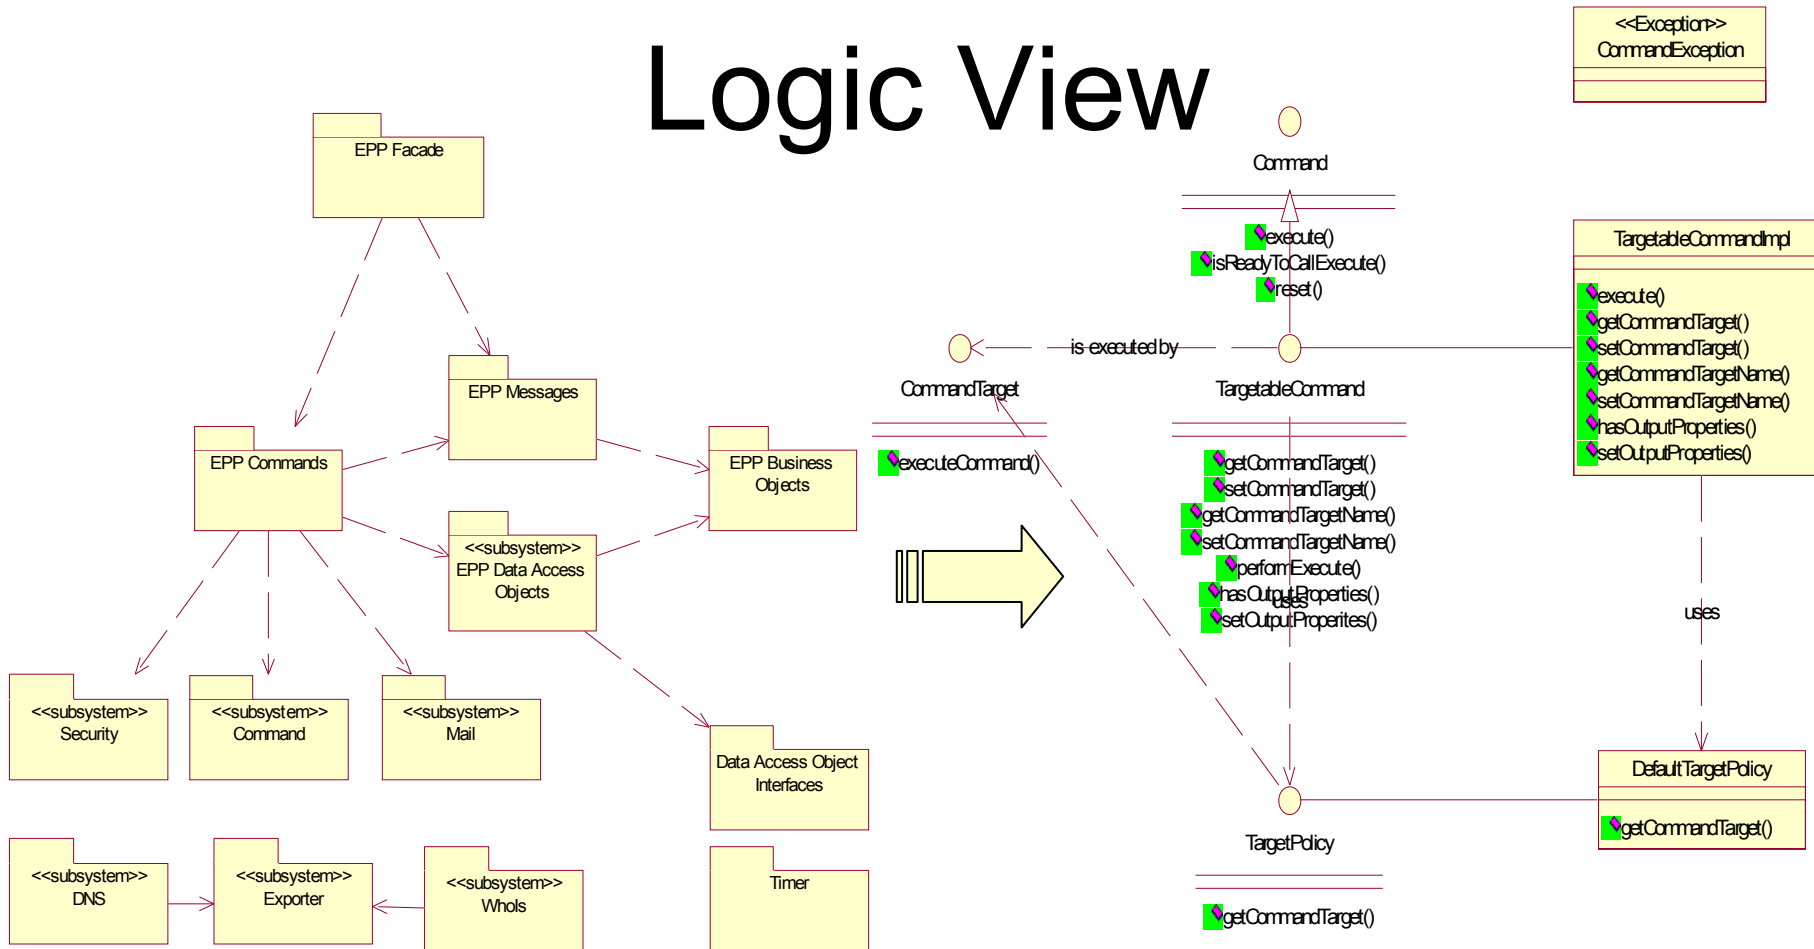 Logic View
<<Exception>>
CommandException
EPP Facade
EPP Messages
EPP Commands
EPP Business
Objects
<<subsystem>>
EPP Data Access
Objects
<<subsystem>>
Security
<<subsystem>>
Command
<<subsystem>>
Mail
Data Access Object
Interfaces
<<subsystem>>
DNS
<<subsystem>>
Exporter
<<subsystem>>
WhoIs
Timer
Command
execute()
isReadyToCallExecute()
reset()
is executed by
CommandTarget
executeCommand()
TargetableCommand
getCommandTarget()
setCommandTarget()
getCommandTargetName()
setCommandTargetName()
performExecute()
hasOutputProperties()
uses
setOutputProperites()
TargetableCommandImpl
execute()
getCommandTarget()
setCommandTarget()
getCommandTargetName()
setCommandTargetName()
hasOutputProperties()
setOutputProperties()
uses
DefaultTargetPolicy
getCommandTarget()
TargetPolicy
getCommandTarget()